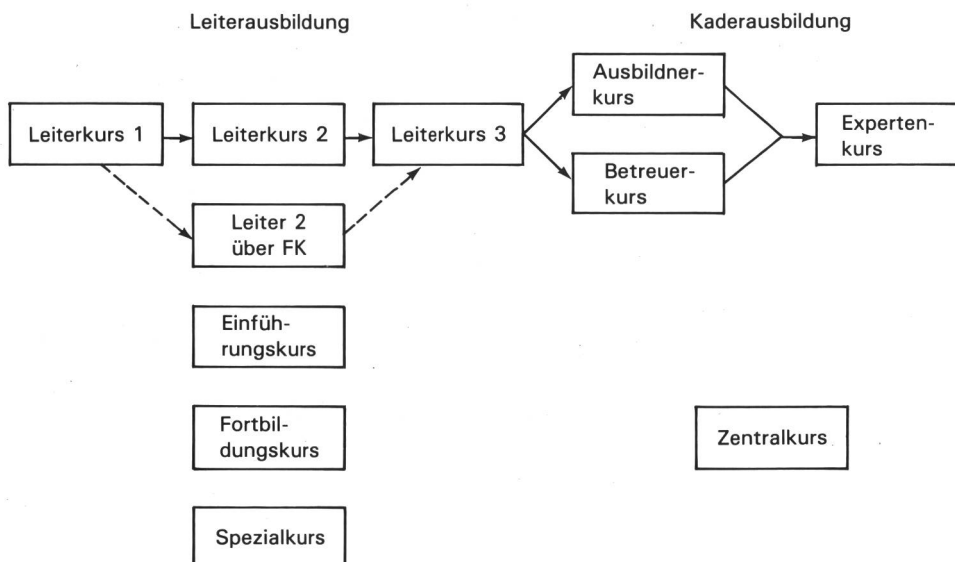 Leiterausbildung
Kaderausbildung
Leiterkurs 1
Leiterkurs 2
Leiterkurs 3
Ausbildner-
kurs
Betreuer-
kurs
Experten-
kurs
Leiter 2
über FK
Einfüh-
rungskurs
Fortbil-
dungskurs
Zentralkurs
Spezialkurs